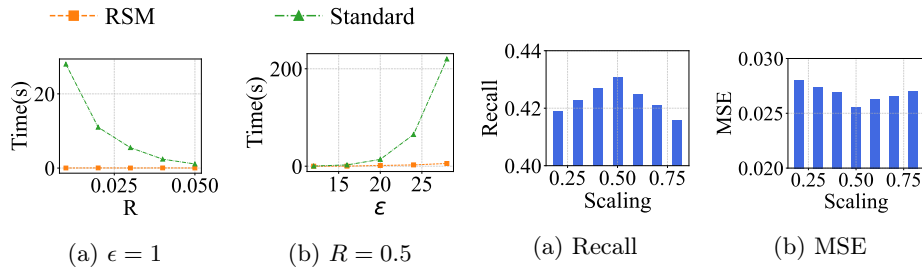 RSM Standard
Time(s)
20
0
0.025 0.050
R
(a) ϵ = 1
Time(s)
200
0
15 20 25
ε
(b) R = 0.5
Recall
0.44
0.42
0.40
0.25 0.50 0.75
Scaling
(a) Recall
MSE
0.030
0.025
0.020
0.25 0.50 0.75
Scaling
(b) MSE